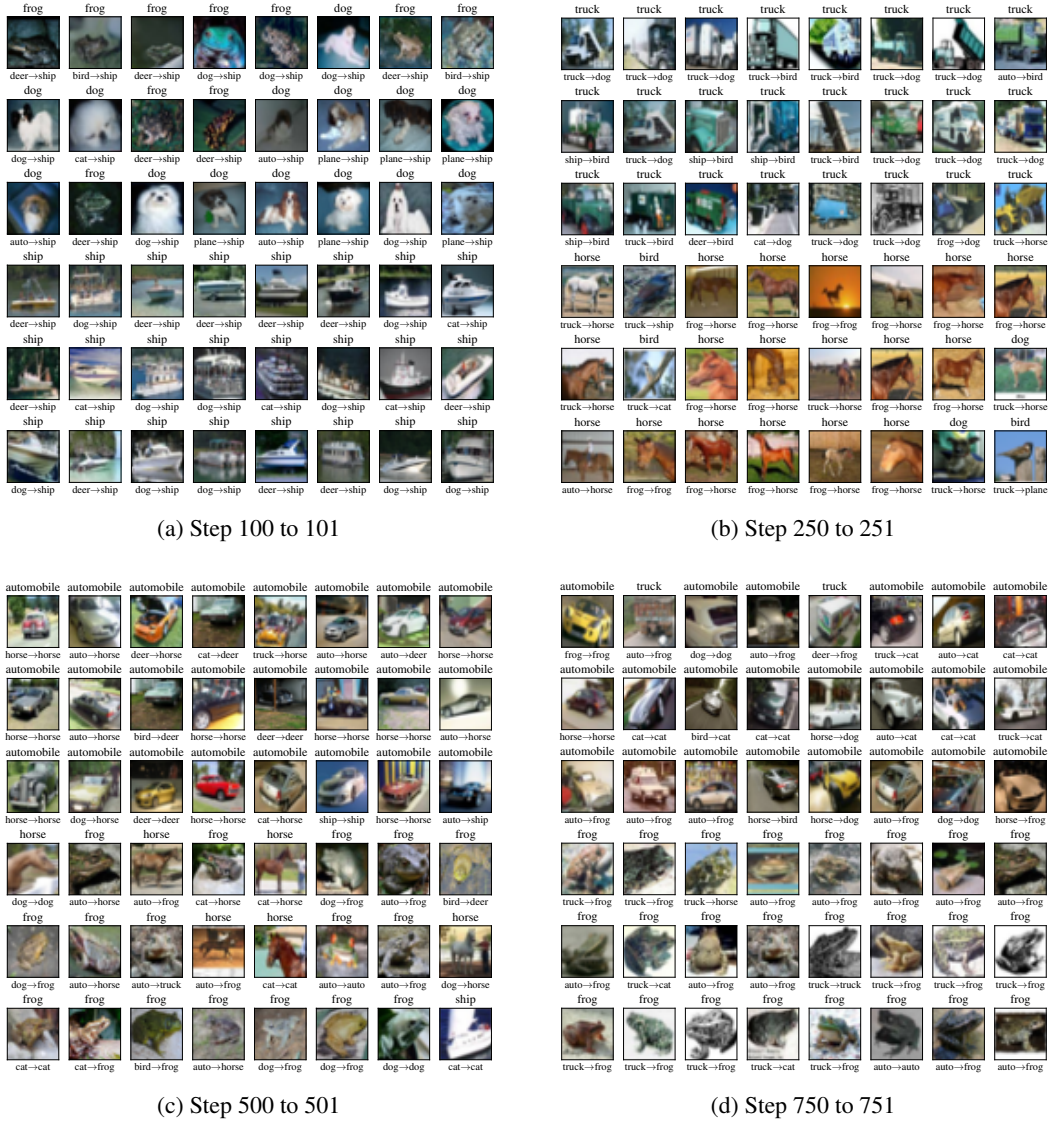 frog frog frog frog frog dog frog frog
deer→ship bird→ship deer→ship dog→ship dog→ship dog→ship deer→ship bird→ship
dog dog frog frog dog dog dog dog
dog→ship cat→ship deer→ship deer→ship auto→ship plane→ship plane→ship plane→ship
dog frog dog dog dog dog dog dog
auto→ship deer→ship dog→ship plane→ship auto→ship plane→ship dog→ship plane→ship
ship ship ship ship ship ship ship ship
deer→ship dog→ship deer→ship deer→ship deer→ship deer→ship dog→ship cat→ship
ship ship ship ship ship ship ship ship
deer→ship cat→ship dog→ship dog→ship cat→ship dog→ship cat→ship deer→ship
ship ship ship ship ship ship ship ship
dog→ship deer→ship dog→ship dog→ship deer→ship deer→ship dog→ship dog→ship
(a) Step 100 to 101
truck truck truck truck truck truck truck truck
truck→dog truck→dog truck→dog truck→bird truck→bird truck→dog truck→dog auto→bird
truck truck truck truck truck truck truck truck
ship→bird truck→dog ship→bird ship→bird truck→bird truck→dog truck→dog truck→dog
truck truck truck truck truck truck truck truck
ship→bird truck→bird deer→bird cat→dog truck→dog truck→dog frog→dog truck→horse
horse bird horse horse horse horse horse horse
truck→horse truck→ship frog→horse frog→horse frog→frog frog→horse frog→horse frog→horse
horse bird horse horse horse horse horse dog
truck→horse truck→cat frog→horse frog→horse truck→horse frog→horse frog→horse truck→horse
horse horse horse horse horse horse dog bird
auto→horse frog→frog frog→horse frog→horse frog→horse frog→horse truck→horse truck→plane
(b) Step 250 to 251
automobile automobile automobile automobile automobile automobile automobile automobile
horse→horse auto→horse deer→horse cat→deer truck→horse auto→horse auto→deer horse→horse
automobile automobile automobile automobile automobile automobile automobile automobile
horse→horse auto→horse bird→deer horse→horse deer→deer horse→horse horse→horse auto→horse
automobile automobile automobile automobile automobile automobile automobile automobile
horse→horse dog→horse deer→deer horse→horse cat→horse ship→ship horse→horse auto→ship
horse frog horse frog horse frog frog frog
dog→dog auto→horse auto→frog cat→horse cat→horse dog→frog auto→frog bird→deer
frog frog frog horse horse frog frog horse
dog→frog auto→horse auto→truck auto→frog cat→cat auto→auto auto→frog dog→horse
frog frog frog frog frog frog frog ship
cat→cat cat→frog bird→frog auto→horse dog→frog dog→frog dog→dog cat→cat
(c) Step 500 to 501
automobile truck automobile automobile truck automobile automobile automobile
frog→frog auto→frog dog→dog auto→frog deer→frog truck→cat auto→cat cat→cat
automobile automobile automobile automobile automobile automobile automobile automobile
horse→horse cat→cat bird→cat cat→cat horse→dog auto→cat cat→cat truck→cat
automobile automobile automobile automobile automobile automobile automobile automobile
auto→frog auto→frog auto→frog horse→bird horse→dog auto→frog dog→dog horse→frog
frog frog frog frog frog frog frog frog
truck→frog truck→frog truck→horse auto→frog auto→frog auto→frog auto→frog auto→frog
frog frog frog frog frog frog frog frog
auto→frog truck→cat auto→frog auto→frog truck→truck auto→frog truck→frog truck→frog
frog frog frog frog frog frog frog frog
truck→frog truck→frog truck→frog truck→cat truck→frog auto→auto auto→frog auto→frog
(d) Step 750 to 751